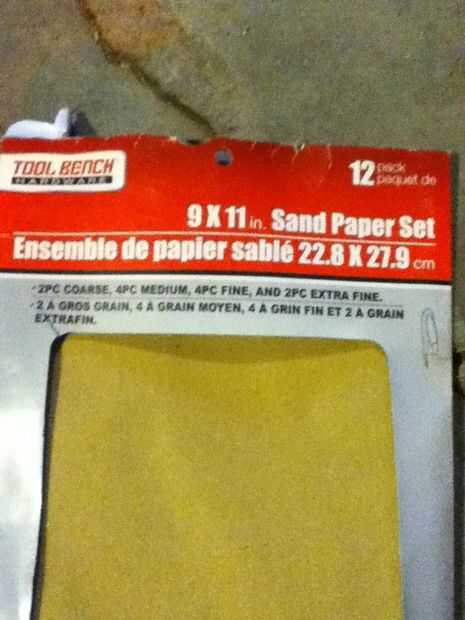 TOOL BENCH
HARDWARE
12 pack
paquet de
9 X 11 in. Sand Paper Set
Ensemble de papier sablé 22.8 X 27.9 cm
· 2PC COARSE, 4PC MEDIUM, 4PC FINE, AND 2PC EXTRA FINE.
· 2 À GROS GRAIN, 4 À GRAIN MOYEN, 4 À GRIN FIN ET 2 À GRAIN
EXTRAFIN.